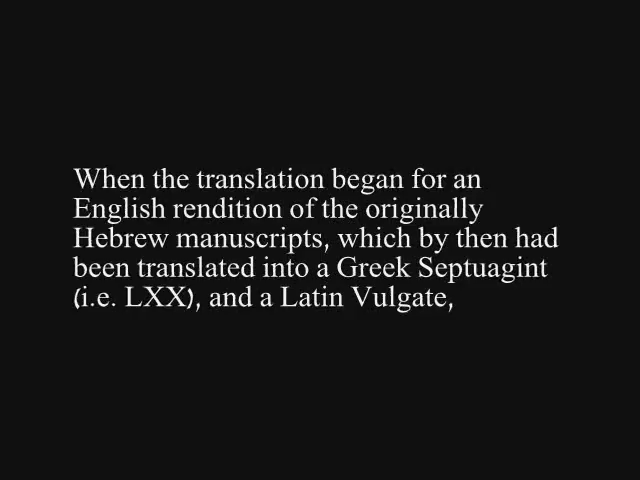 When the translation began for an
English rendition of the originally
Hebrew manuscripts, which by then had
been translated into a Greek Septuagint
(i.e. LXX), and a Latin Vulgate,